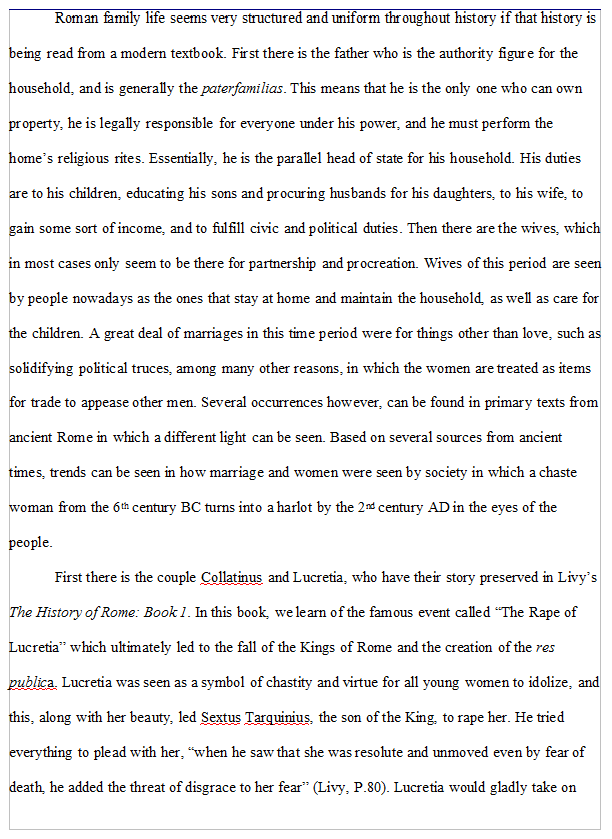 Roman family life seems very structured and uniform throughout history if that history is
being read from a modern textbook. First there is the father who is the authority figure for the
household, and is generally the paterfamilias. This means that he is the only one who can own
property, he is legally responsible for everyone under his power, and he must perform the
home’s religious rites. Essentially, he is the parallel head of state for his household. His duties
are to his children, educating his sons and procuring husbands for his daughters, to his wife, to
gain some sort of income, and to fulfill civic and political duties. Then there are the wives, which
in most cases only seem to be there for partnership and procreation. Wives of this period are seen
by people nowadays as the ones that stay at home and maintain the household, as well as care for
the children. A great deal of marriages in this time period were for things other than love, such as
solidifying political truces, among many other reasons, in which the women are treated as items
for trade to appease other men. Several occurrences however, can be found in primary texts from
ancient Rome in which a different light can be seen. Based on several sources from ancient
times, trends can be seen in how marriage and women were seen by society in which a chaste
woman from the 6th century BC turns into a harlot by the 2nd century AD in the eyes of the
people.
First there is the couple Collatinus and Lucretia, who have their story preserved in Livy’s
The History of Rome: Book 1. In this book, we learn of the famous event called “The Rape of
Lucretia” which ultimately led to the fall of the Kings of Rome and the creation of the res
publica. Lucretia was seen as a symbol of chastity and virtue for all young women to idolize, and
this, along with her beauty, led Sextus Tarquinius, the son of the King, to rape her. He tried
everything to plead with her, “when he saw that she was resolute and unmoved even by fear of
death, he added the threat of disgrace to her fear” (Livy, P.80). Lucretia would gladly take on